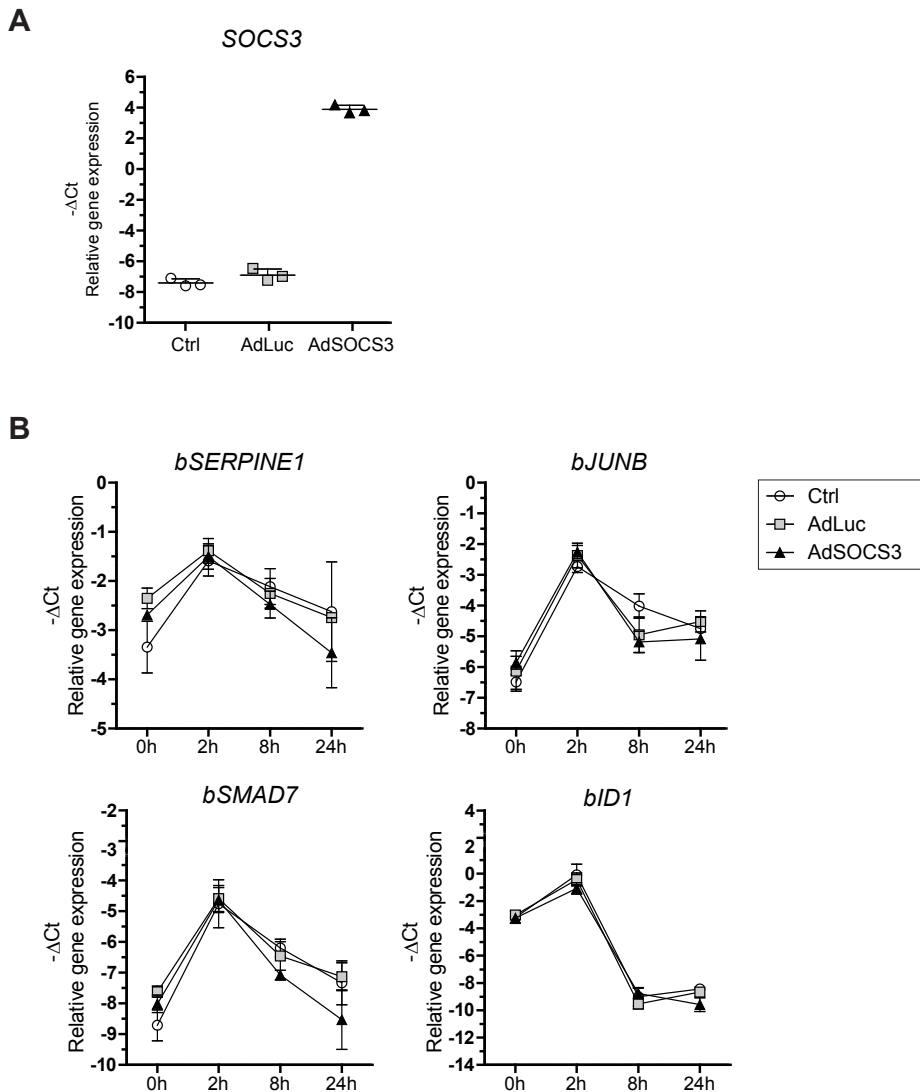 A
SOCS3
-ΔCt
Relative gene expression
6
4
2
0
-2
-4
-6
-8
-10
Ctrl AdLuc AdSOCS3
B
bSERPINE1
-ΔCt
Relative gene expression
0
-1
-2
-3
-4
-5
0h 2h 8h 24h
bJUNB
-ΔCt
Relative gene expression
0
-1
-2
-3
-4
-5
-6
-7
-8
0h 2h 8h 24h
Ctrl
AdLuc
AdSOCS3
bSMAD7
-ΔCt
Relative gene expression
-2
-3
-4
-5
-6
-7
-8
-9
-10
0h 2h 8h 24h
bID1
-ΔCt
Relative gene expression
4
2
0
-2
-4
-6
-8
-10
-12
-14
0h 2h 8h 24h